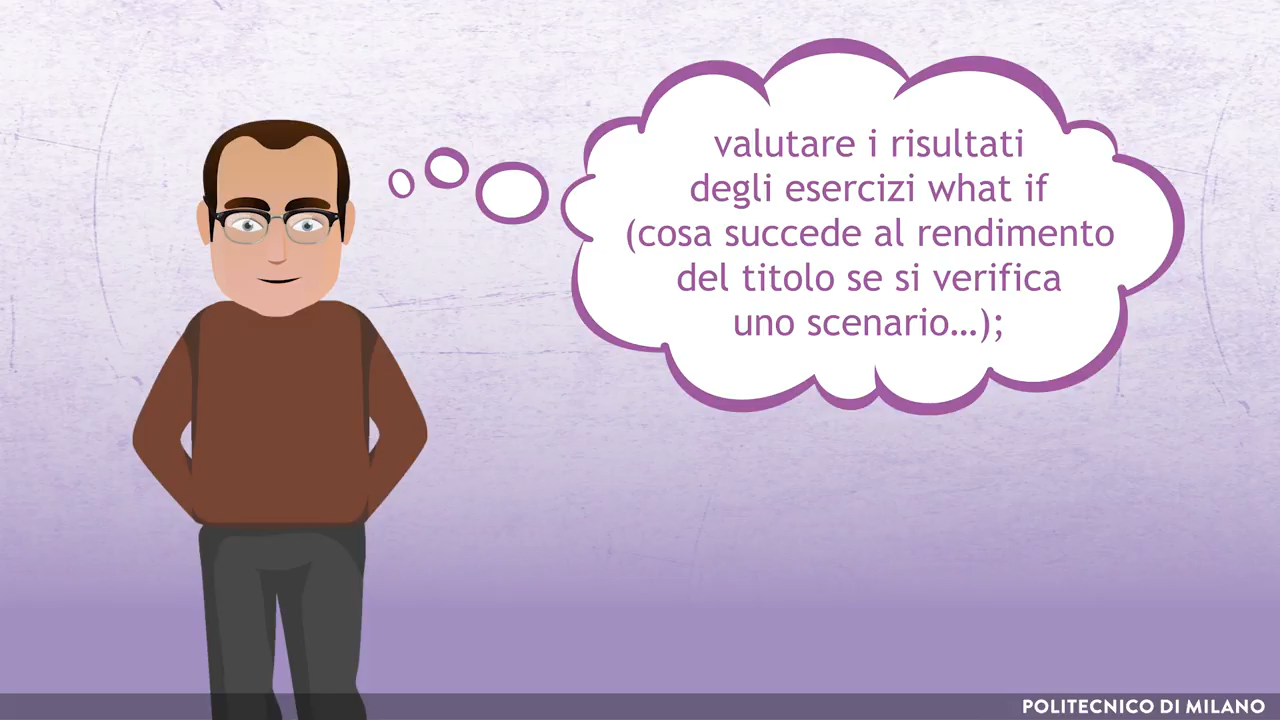 valutare i risultati
degli esercizi what if
(cosa succede al rendimento
del titolo se si verifica
uno scenario…);
POLITECNICO DI MILANO